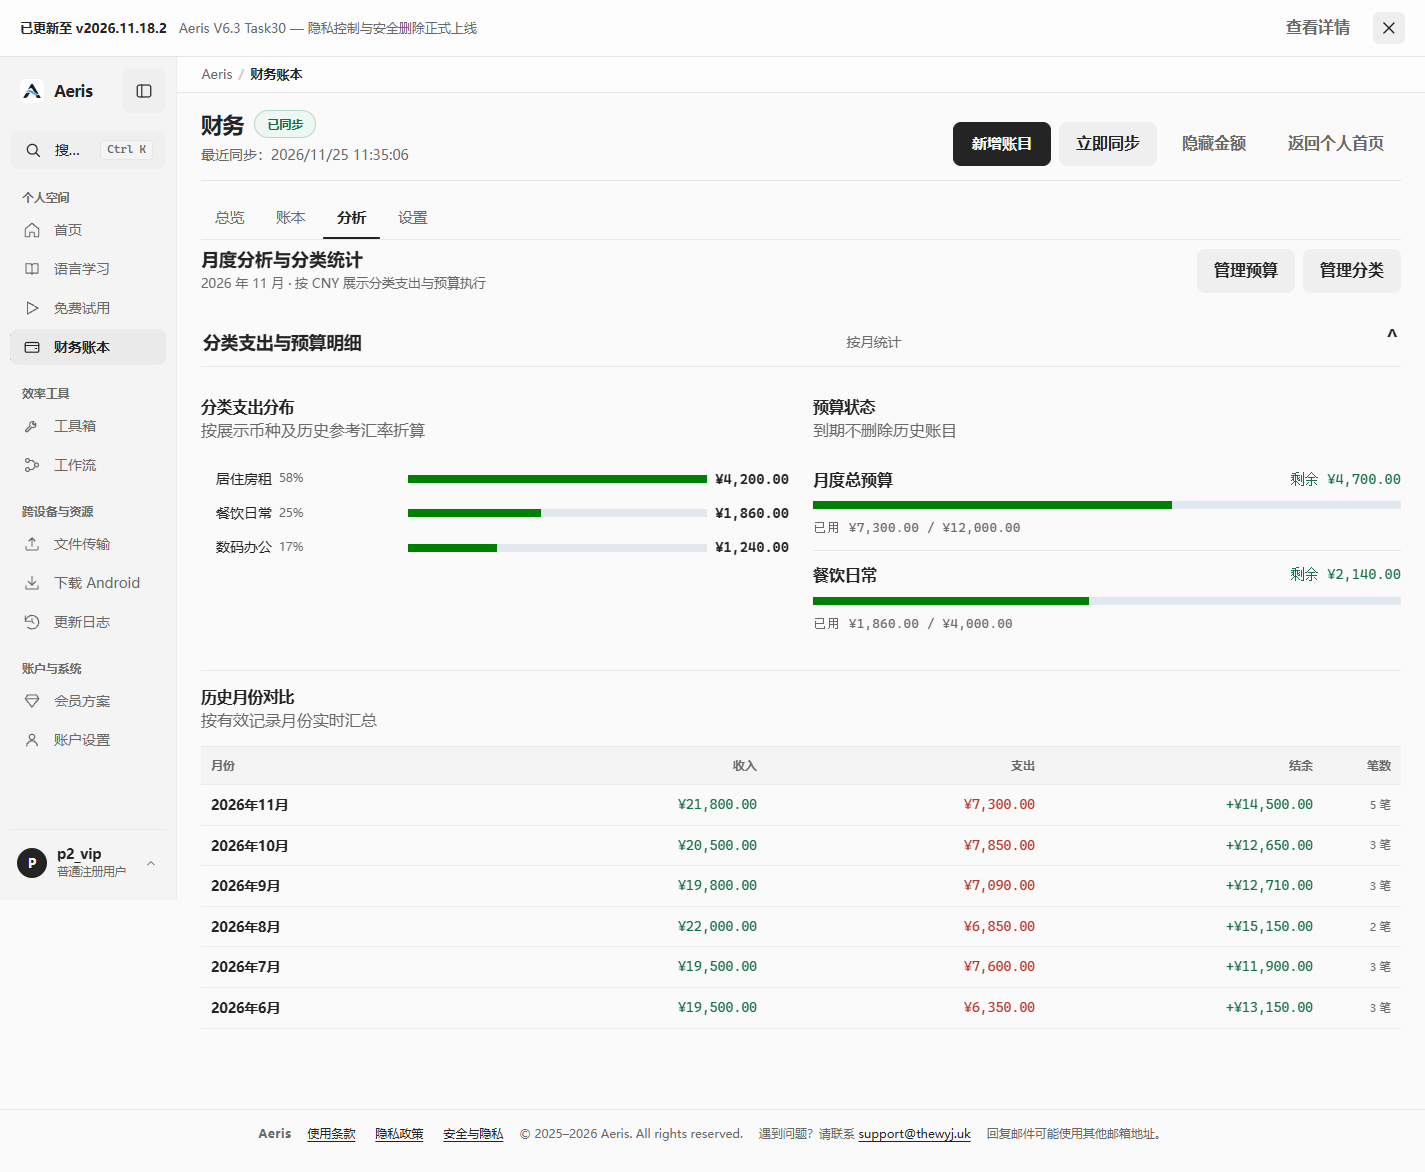 已更新至 v2026.11.18.2 Aeris V6.3 Task30 — 隐私控制与安全删除正式上线 查看详情
Aeris
搜... Ctrl K
个人空间
首页
语言学习
免费试用
财务账本
效率工具
工具箱
工作流
跨设备与资源
文件传输
下载 Android
更新日志
账户与系统
会员方案
账户设置
P p2_vip
普通注册用户
Aeris / 财务账本
财务 已同步
最近同步：2026/11/25 11:35:06
新增账目 立即同步 隐藏金额 返回个人首页
总览 账本 分析 设置
月度分析与分类统计
2026 年 11 月 · 按 CNY 展示分类支出与预算执行
管理预算 管理分类
分类支出与预算明细 按月统计
分类支出分布
按展示币种及历史参考汇率折算
居住房租 58% ¥4,200.00
餐饮日常 25% ¥1,860.00
数码办公 17% ¥1,240.00
预算状态
到期不删除历史账目
月度总预算 剩余 ¥4,700.00
已用 ¥7,300.00 / ¥12,000.00
餐饮日常 剩余 ¥2,140.00
已用 ¥1,860.00 / ¥4,000.00
历史月份对比
按有效记录月份实时汇总
月份 收入 支出 结余 笔数
2026年11月 ¥21,800.00 ¥7,300.00 +¥14,500.00 5 笔
2026年10月 ¥20,500.00 ¥7,850.00 +¥12,650.00 3 笔
2026年9月 ¥19,800.00 ¥7,090.00 +¥12,710.00 3 笔
2026年8月 ¥22,000.00 ¥6,850.00 +¥15,150.00 2 笔
2026年7月 ¥19,500.00 ¥7,600.00 +¥11,900.00 3 笔
2026年6月 ¥19,500.00 ¥6,350.00 +¥13,150.00 3 笔
Aeris 使用条款 隐私政策 安全与隐私 © 2025–2026 Aeris. All rights reserved. 遇到问题？请联系 support@thewyj.uk 回复邮件可能使用其他邮箱地址。